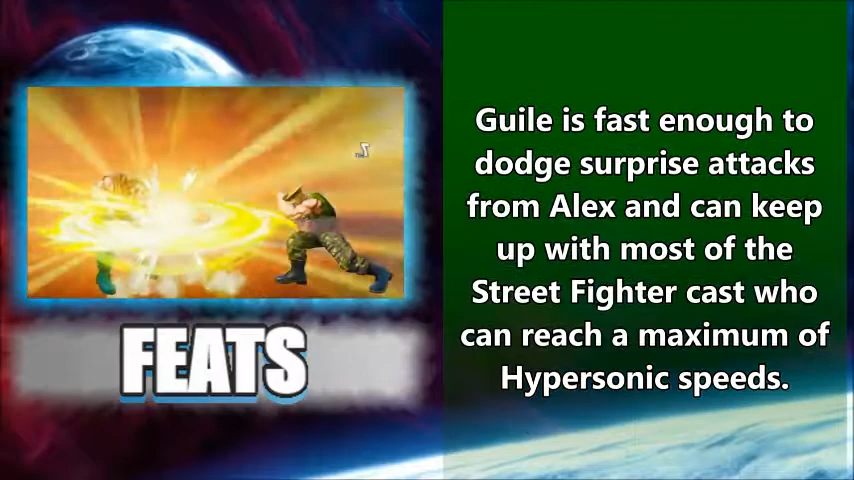 Guile is fast enough to
dodge surprise attacks
from Alex and can keep
up with most of the
Street Fighter cast who
can reach a maximum of
Hypersonic speeds.
FEATS